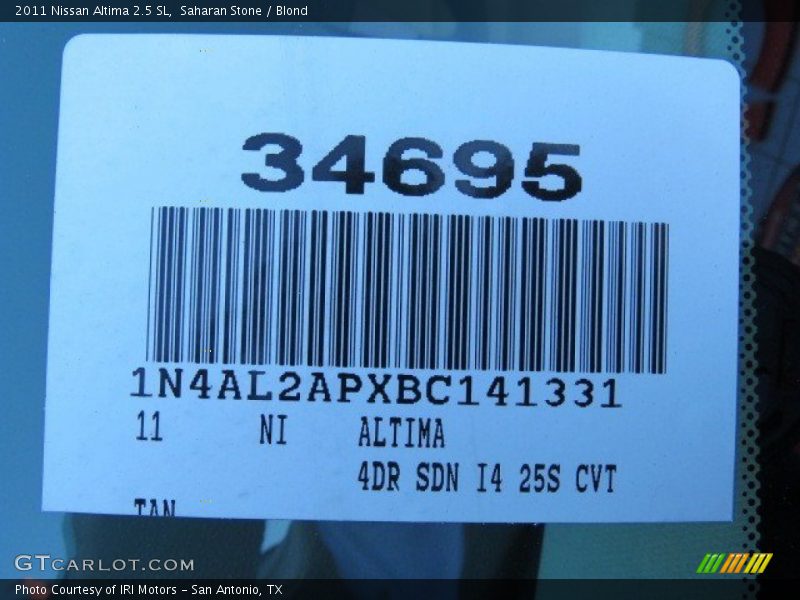 2011 Nissan Altima 2.5 SL, Saharan Stone / Blond
34695
1N4AL2APXBC141331
11 NI ALTIMA
4DR SDN I4 25S CVT
TAN
GTCARLOT.COM
Photo Courtesy of IRI Motors - San Antonio, TX